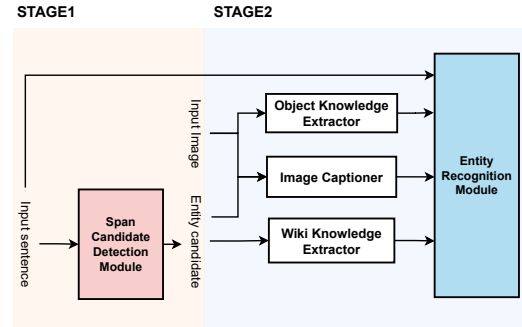 STAGE1
STAGE2
Input Image
Object Knowledge
Extractor
Image Captioner
Entity
Recognition
Module
Input sentence
Span
Candidate
Detection
Module
Entity candidate
Wiki Knowledge
Extractor